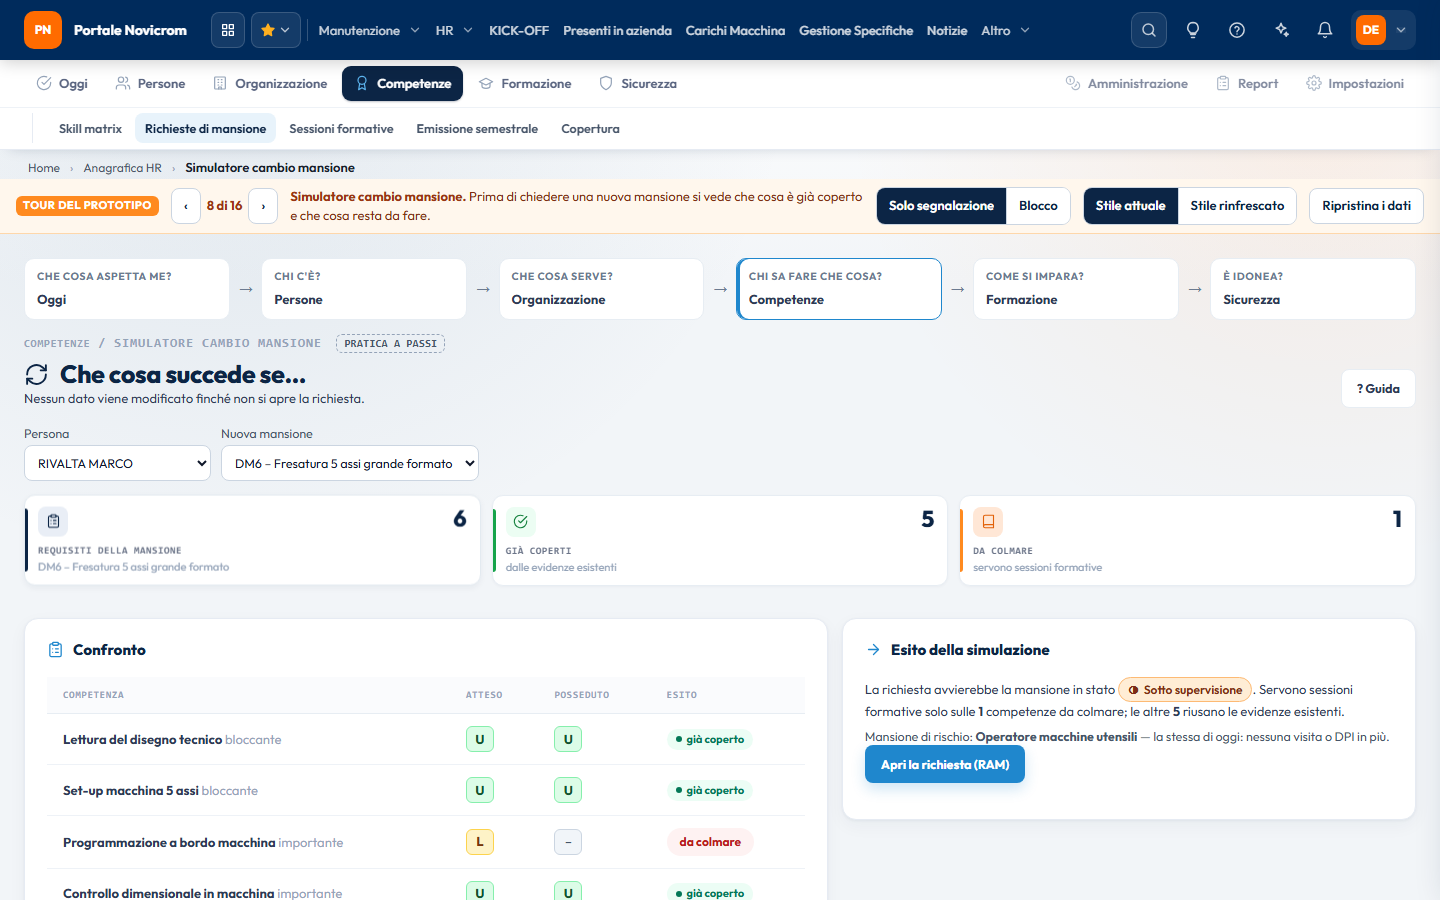 PN Portale Novicrom Manutenzione HR KICK-OFF Presenti in azienda Carichi Macchina Gestione Specifiche Notizie Altro DE
Oggi Persone Organizzazione Competenze Formazione Sicurezza Amministrazione Report Impostazioni
Skill matrix Richieste di mansione Sessioni formative Emissione semestrale Copertura
Home › Anagrafica HR › Simulatore cambio mansione
TOUR DEL PROTOTIPO ‹ 8 di 16 › Simulatore cambio mansione. Prima di chiedere una nuova mansione si vede che cosa è già coperto
e che cosa resta da fare.
Solo segnalazione Blocco Stile attuale Stile rinfrescato Ripristina i dati
CHE COSA ASPETTA ME?
Oggi
→
CHI C'È?
Persone
→
CHE COSA SERVE?
Organizzazione
→
CHI SA FARE CHE COSA?
Competenze
→
COME SI IMPARA?
Formazione
→
È IDONEA?
Sicurezza
COMPETENZE / SIMULATORE CAMBIO MANSIONE PRATICA A PASSI
Che cosa succede se...
Nessun dato viene modificato finché non si apre la richiesta.
? Guida
Persona
RIVALTA MARCO
Nuova mansione
DM6 – Fresatura 5 assi grande formato
6
REQUISITI DELLA MANSIONE
DM6 – Fresatura 5 assi grande formato
5
GIÀ COPERTI
dalle evidenze esistenti
1
DA COLMARE
servono sessioni formative
Confronto
COMPETENZA ATTESO POSSEDUTO ESITO
Lettura del disegno tecnico bloccante U U già coperto
Set-up macchina 5 assi bloccante U U già coperto
Programmazione a bordo macchina importante L – da colmare
Controllo dimensionale in macchina importante U U già coperto
Esito della simulazione
La richiesta avvierebbe la mansione in stato Sotto supervisione . Servono sessioni
formative solo sulle 1 competenze da colmare; le altre 5 riusano le evidenze esistenti.
Mansione di rischio: Operatore macchine utensili — la stessa di oggi: nessuna visita o DPI in più.
Apri la richiesta (RAM)